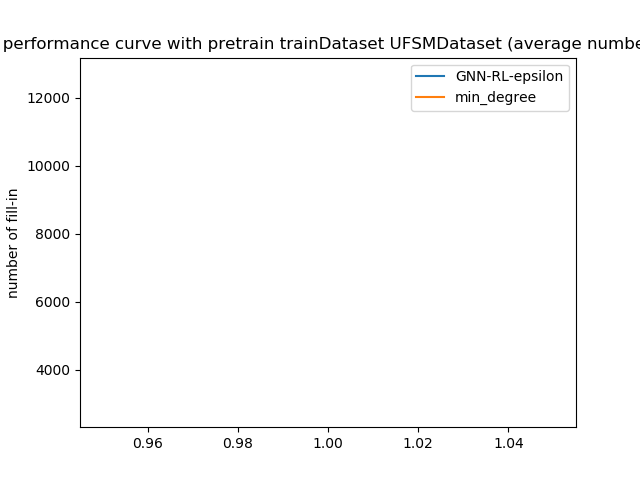 performance curve with pretrain trainDataset UFSMDataset (average numbe
GNN-RL-epsilon
min_degree
number of fill-in
12000
10000
8000
6000
4000
0.96 0.98 1.00 1.02 1.04